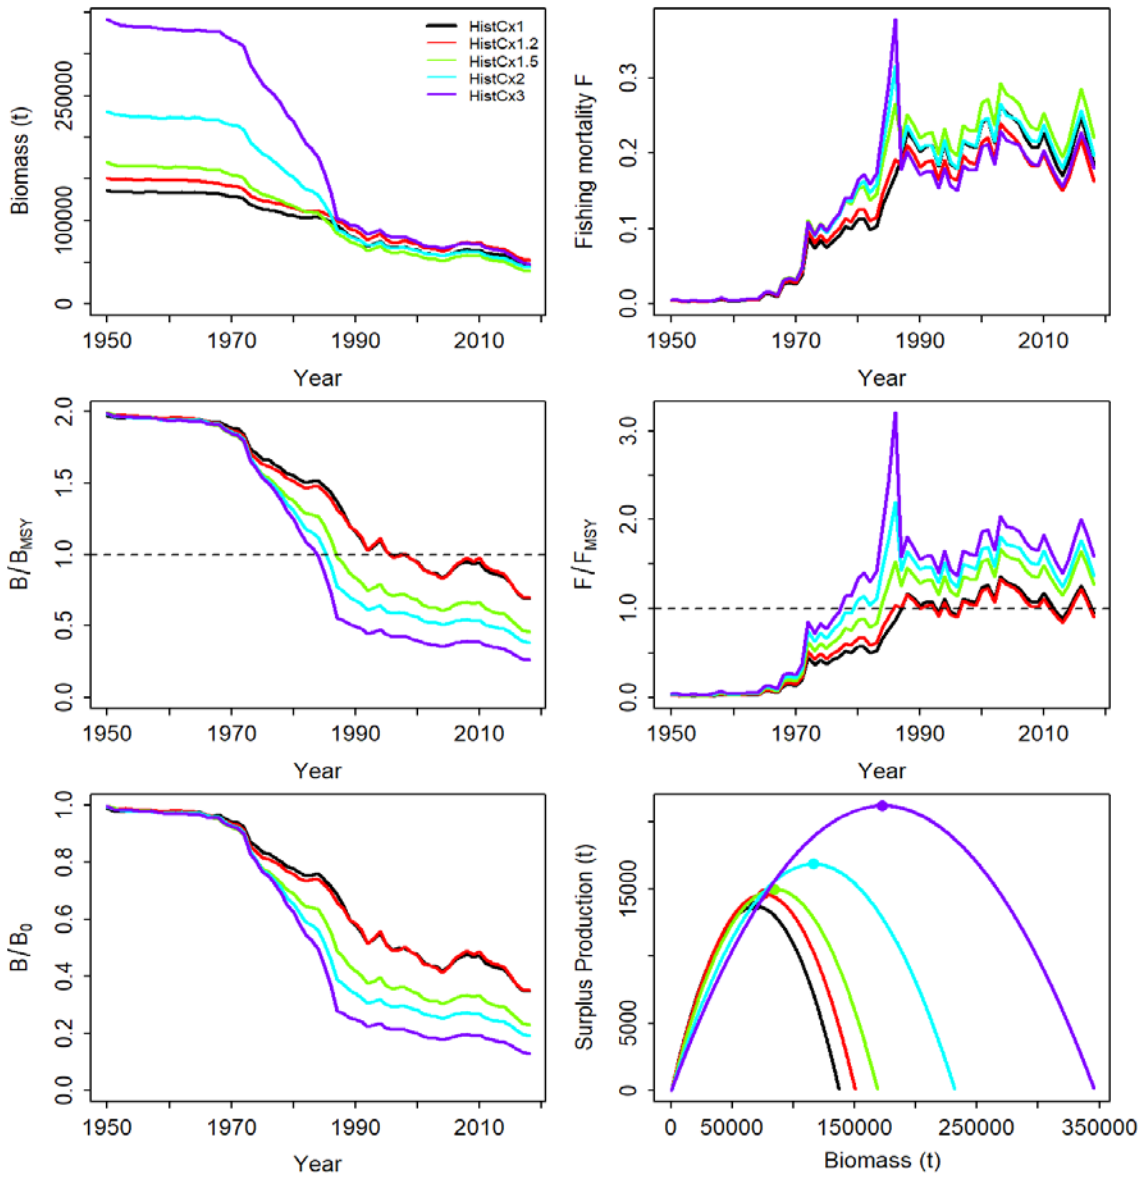 Biomass (t)
0
100000
250000
1950
1970
1990
2010
Year
HistCx1
HistCx1.2
HistCx1.5
HistCx2
HistCx3
Fishing mortality F
0.0
0.1
0.2
0.3
1950
1970
1990
2010
Year
B/BMSY
0.0
0.5
1.0
1.5
2.0
1950
1970
1990
2010
Year
F/FMSY
0.0
1.0
2.0
3.0
1950
1970
1990
2010
Year
B/B0
0.0
0.2
0.4
0.6
0.8
1.0
1950
1970
1990
2010
Year
Surplus Production (t)
0
5000
15000
0
50000
150000
250000
350000
Biomass (t)